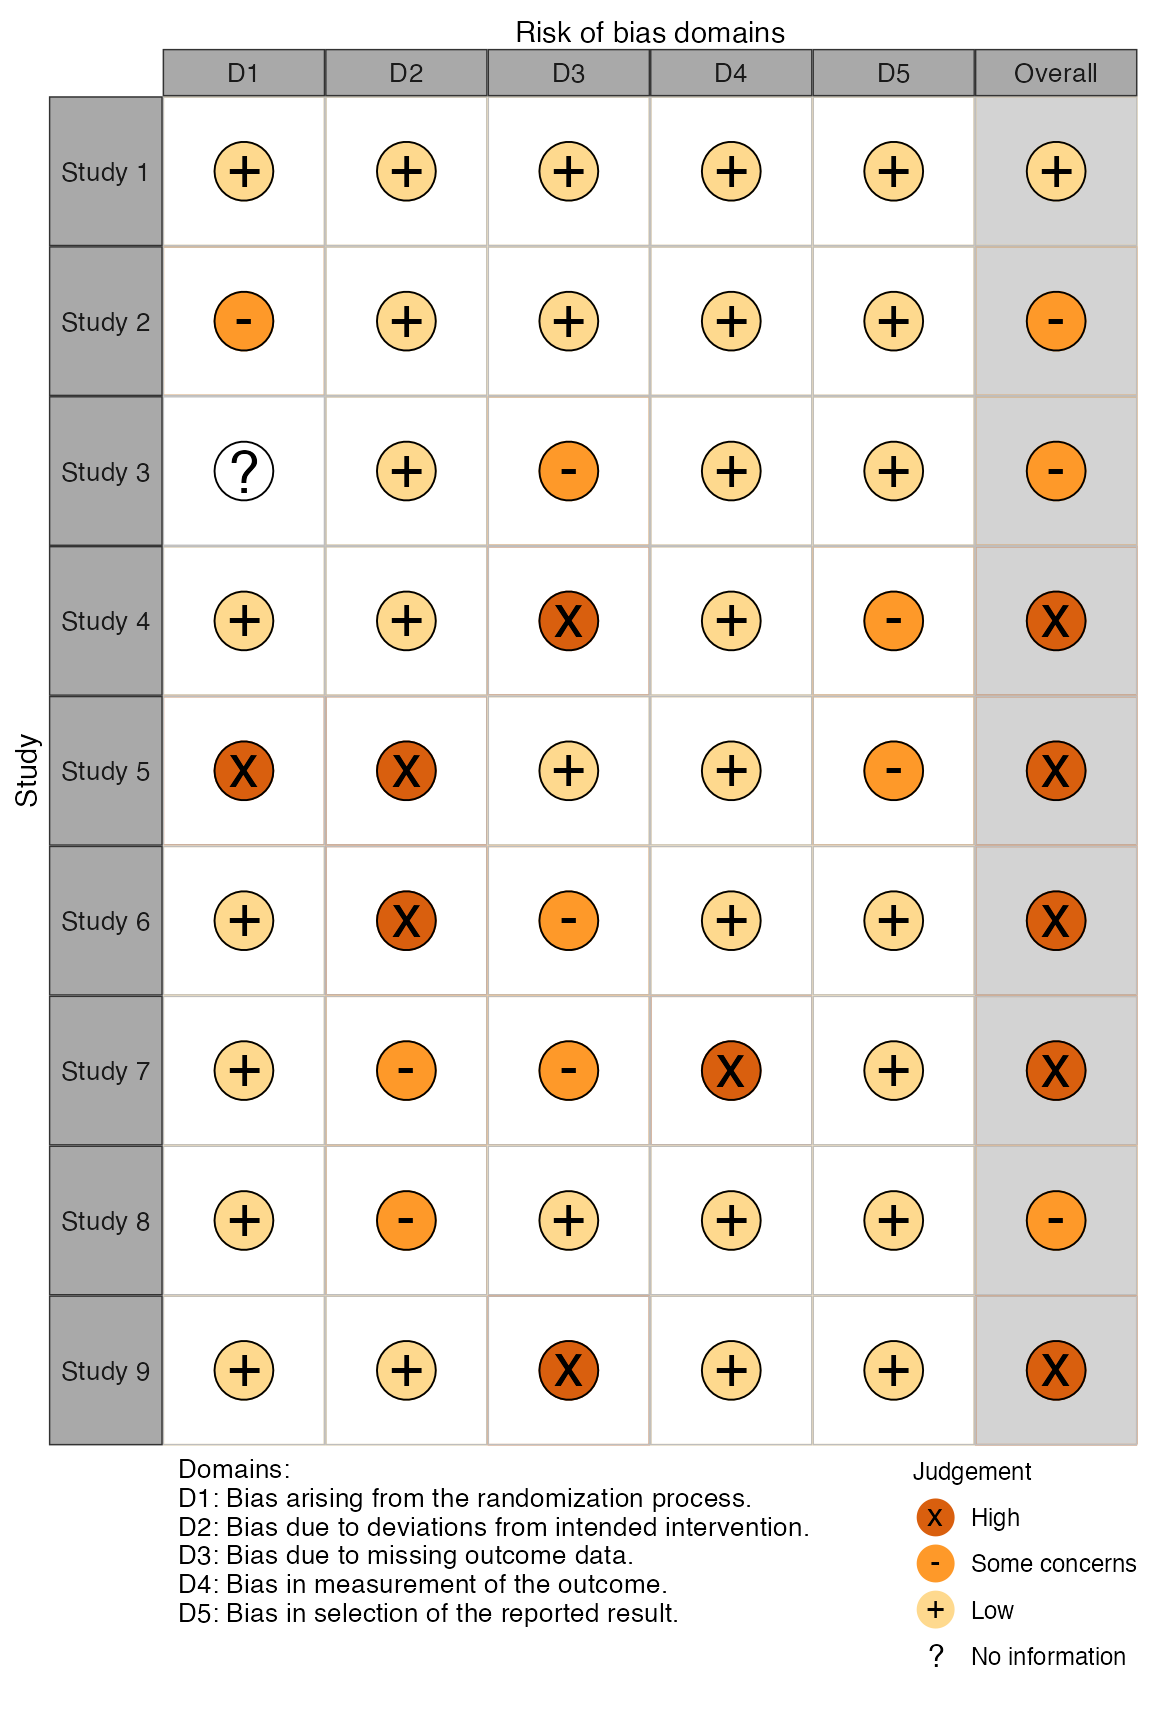 Risk of bias domains
D1 D2 D3 D4 D5 Overall
Study 1 + + + + + +
Study 2 - + + + + -
Study 3 ? + - + + -
Study 4 + + X + - X
Study 5 X X + + - X
Study 6 + X - + + X
Study 7 + - - X + X
Study 8 + - + + + -
Study 9 + + X + + X
Study
Domains:
D1: Bias arising from the randomization process.
D2: Bias due to deviations from intended intervention.
D3: Bias due to missing outcome data.
D4: Bias in measurement of the outcome.
D5: Bias in selection of the reported result.
Judgement
X High
- Some concerns
+ Low
? No information